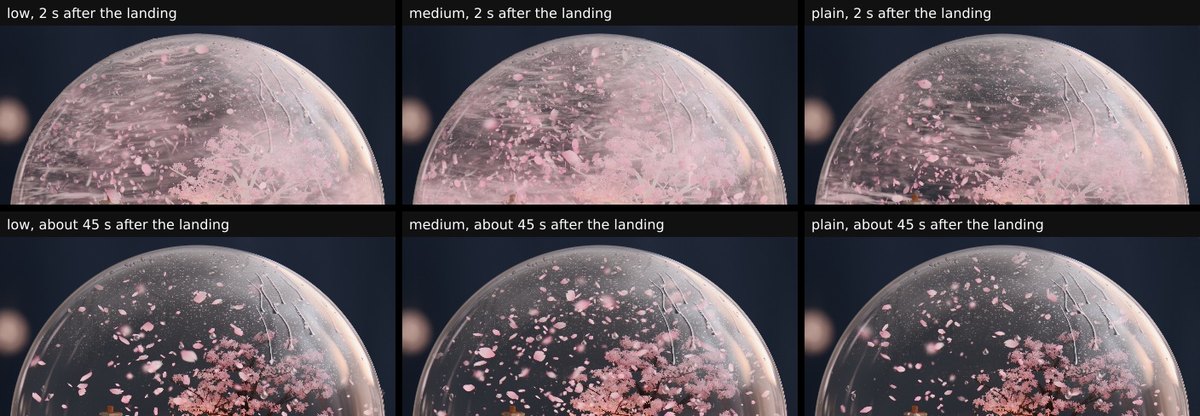 low, 2 s after the landing
medium, 2 s after the landing
plain, 2 s after the landing
low, about 45 s after the landing
medium, about 45 s after the landing
plain, about 45 s after the landing